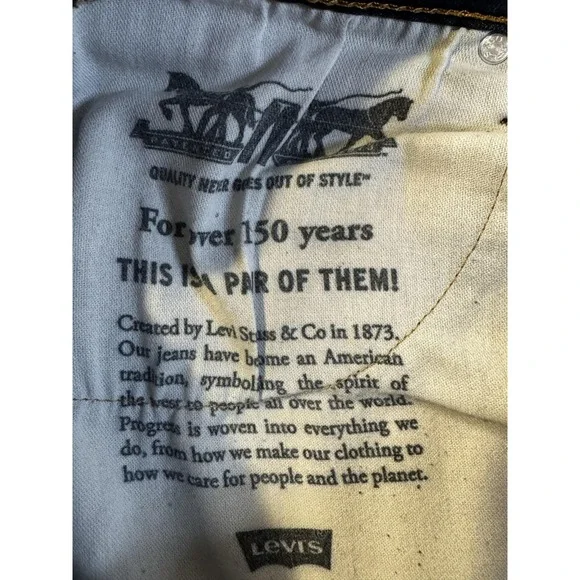 QUALITY NEVER GOES OUT OF STYLE™
For over 150 years
THIS IS A PAIR OF THEM!
Created by Levi Strauss & Co in 1873.
Our jeans have become an American
tradition, symboling the spirit of
the west to people all over the world.
Progress is woven into everything we
do, from how we make our clothing to
how we care for people and the planet.
LEVI'S